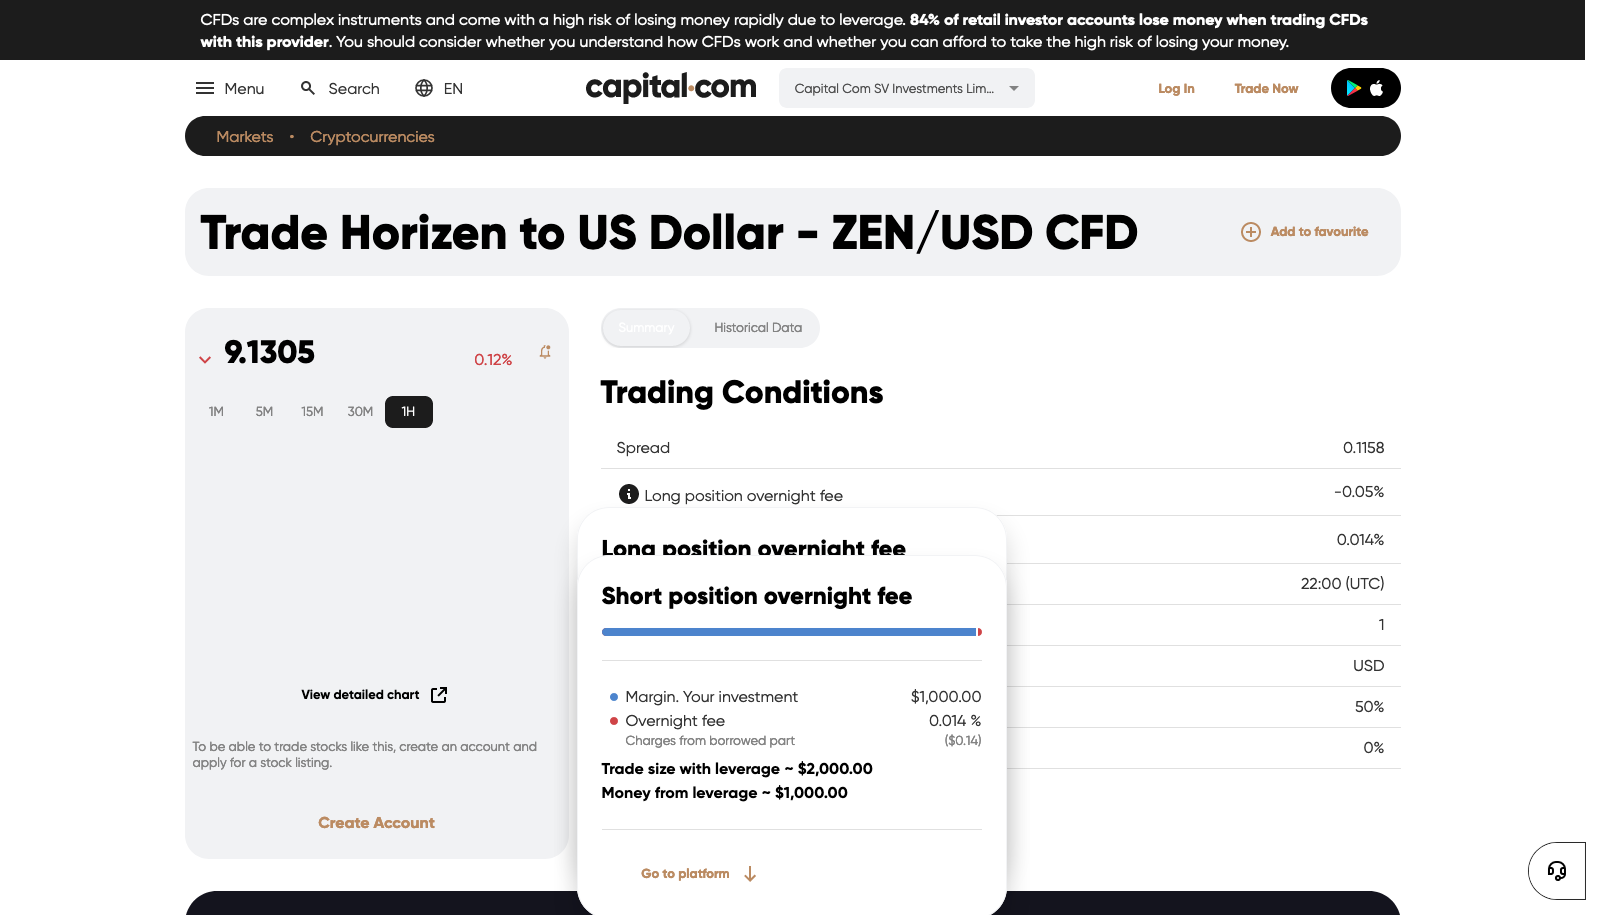 CFDs are complex instruments and come with a high risk of losing money rapidly due to leverage. 84% of retail investor accounts lose money when trading CFDs
with this provider. You should consider whether you understand how CFDs work and whether you can afford to take the high risk of losing your money.
Menu Search EN capital.com Capital Com SV Investments Lim... Log In Trade Now
Markets • Cryptocurrencies
Trade Horizen to US Dollar - ZEN/USD CFD
Add to favourite
9.1305 0.12%
1M 5M 15M 30M 1H
View detailed chart
To be able to trade stocks like this, create an account and
apply for a stock listing.
Create Account
Summary Historical Data
Trading Conditions
Spread 0.1158
Long position overnight fee -0.05%
0.014%
22:00 (UTC)
1
USD
50%
0%
Long position overnight fee
Short position overnight fee
Margin. Your investment $1,000.00
Overnight fee 0.014 %
Charges from borrowed part ($0.14)
Trade size with leverage ~ $2,000.00
Money from leverage ~ $1,000.00
Go to platform